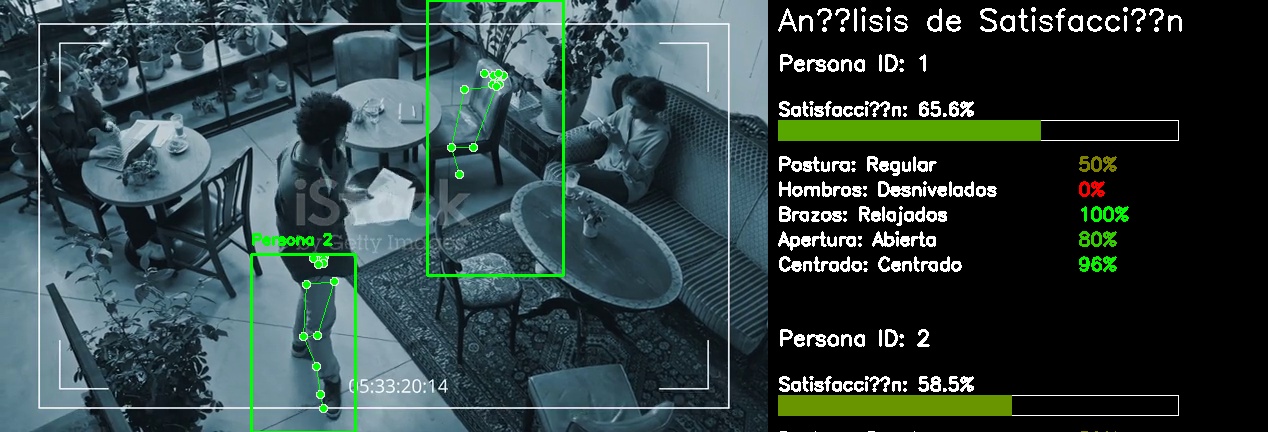 An??lisis de Satisfacci??n
Persona ID: 1
Satisfacci??n: 65.6%
Postura: Regular 50%
Hombros: Desnivelados 0%
Brazos: Relajados 100%
Apertura: Abierta 80%
Centrado: Centrado 96%
Persona ID: 2
Satisfacci??n: 58.5%
iStock
by Getty Images
Persona 2
05:33:20:14